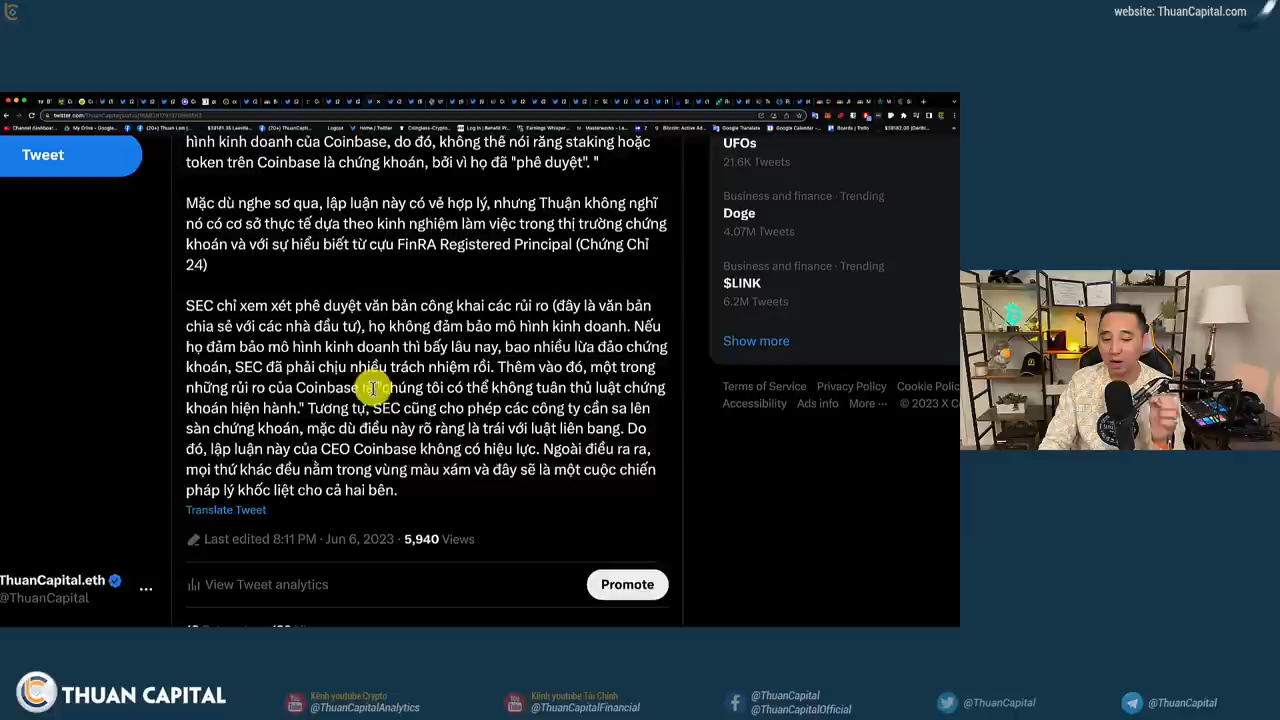 website: ThuanCapital.com
Tweet
hình kinh doanh của Coinbase, do đó, không thể nói rằng staking hoặc
token trên Coinbase là chứng khoán, bởi vì họ đã "phê duyệt". "
Mặc dù nghe sơ qua, lập luận này có vẻ hợp lý, nhưng Thuận không nghĩ
nó có cơ sở thực tế dựa theo kinh nghiệm làm việc trong thị trường chứng
khoán và với sự hiểu biết từ cựu FinRA Registered Principal (Chứng Chỉ
24)
SEC chỉ xem xét phê duyệt văn bản công khai các rủi ro (đây là văn bản
chia sẻ với các nhà đầu tư), họ không đảm bảo mô hình kinh doanh. Nếu
họ đảm bảo mô hình kinh doanh thì bấy lâu nay, bao nhiều lừa đảo chứng
khoán, SEC đã phải chịu nhiều trách nhiệm rồi. Thêm vào đó, một trong
những rủi ro của Coinbase "chúng tôi có thể không tuân thủ luật chứng
khoán hiện hành." Tương tự, SEC cũng cho phép các công ty cần sa lên
sàn chứng khoán, mặc dù điều này rõ ràng là trái với luật liên bang. Do
đó, lập luận này của CEO Coinbase không có hiệu lực. Ngoài điều ra ra,
mọi thứ khác đều nằm trong vùng màu xám và đây sẽ là một cuộc chiến
pháp lý khốc liệt cho cả hai bên.
Translate Tweet
Last edited 8:11 PM · Jun 6, 2023 · 5,940 Views
View Tweet analytics
Promote
ThuanCapital.eth
@ThuanCapital
UFOs
21.6K Tweets
Business and finance · Trending
Doge
4.07M Tweets
Business and finance · Trending
$LINK
6.2M Tweets
Show more
Terms of Service Privacy Policy Cookie
Accessibility Ads info More ··· © 2023 X
THUAN CAPITAL
Kênh youtube Crypto
@ThuanCapitalAnalytics
Kênh youtube Tài Chính
@ThuanCapitalFinancial
@ThuanCapital
@ThuanCapitalOfficial
@ThuanCapital
@ThuanCapital